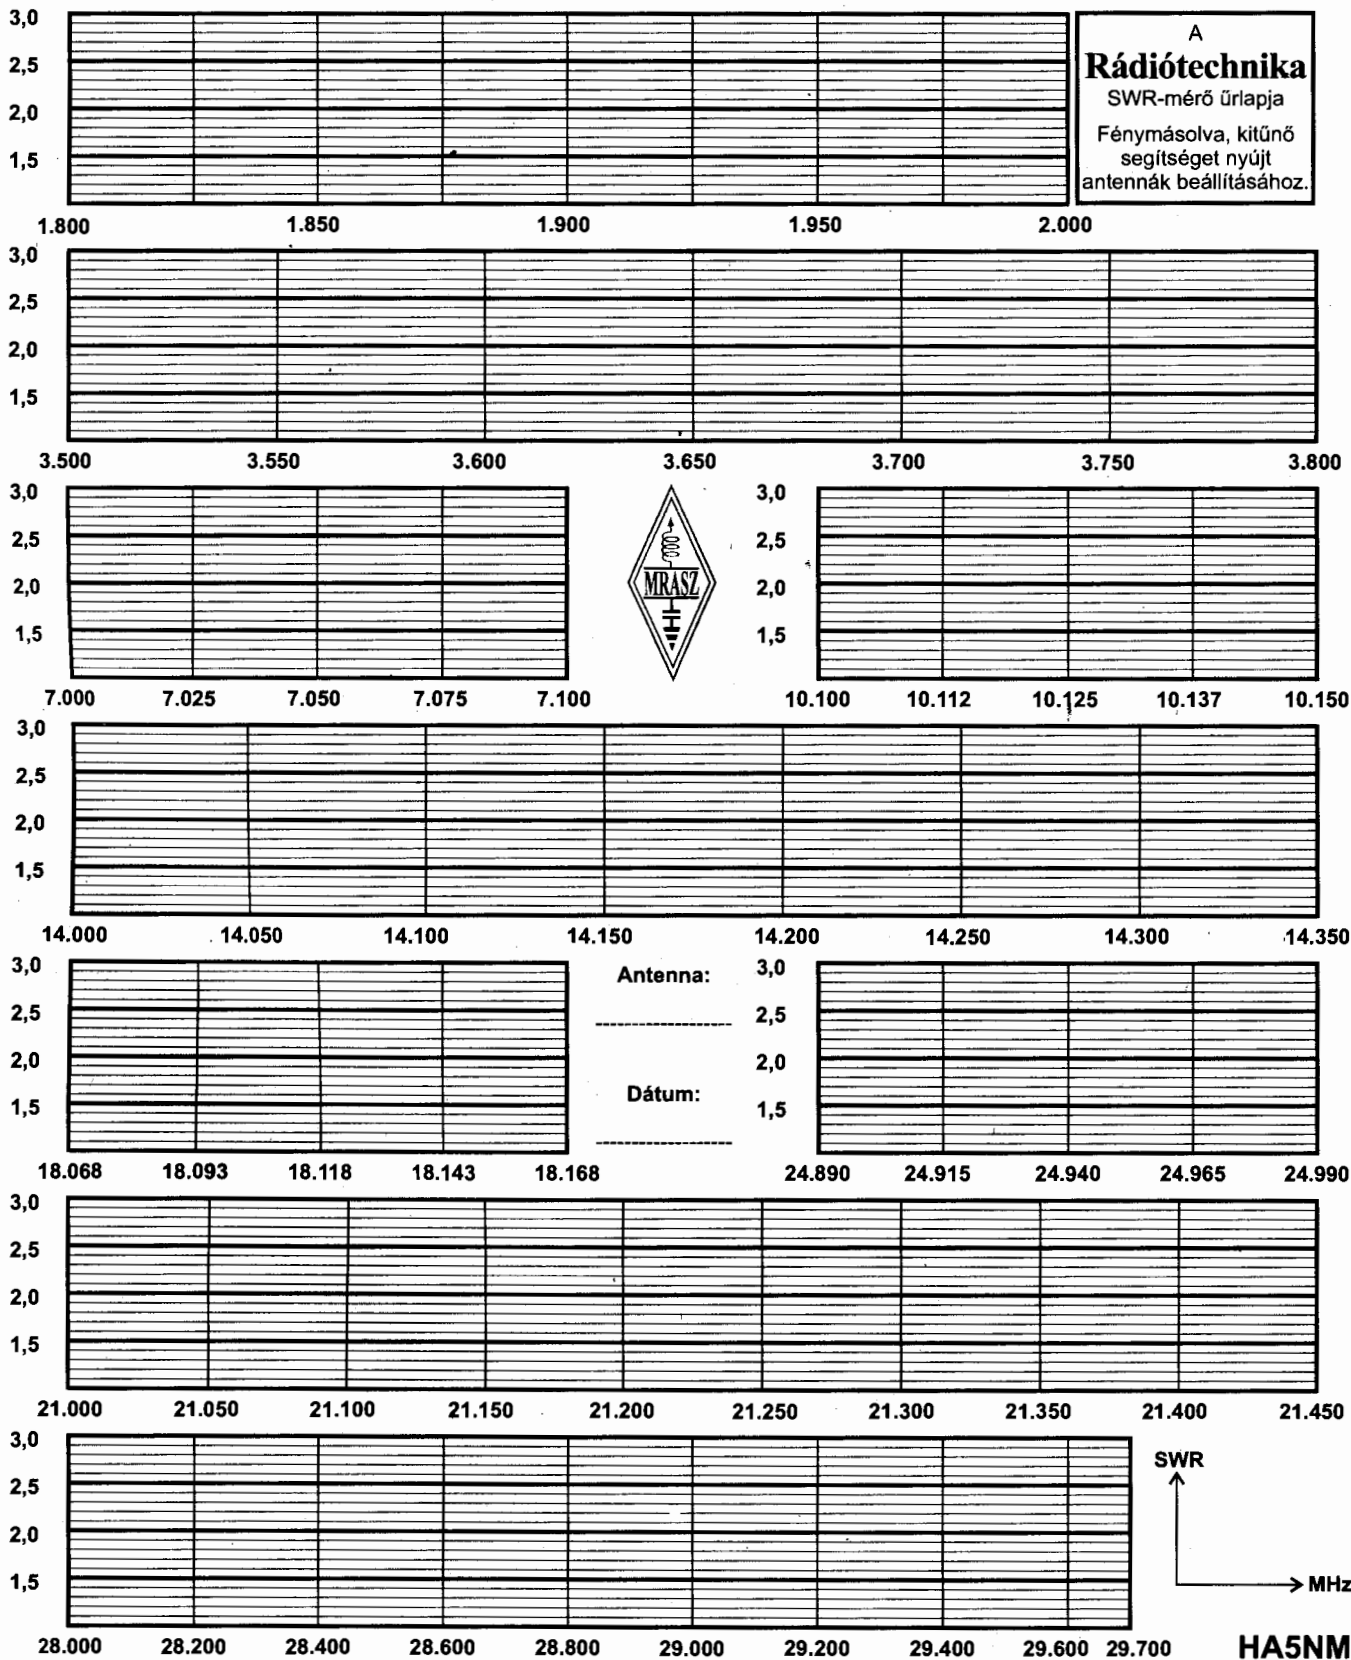 3,0
2,5
2,0
1,5
1.800 1.850 1.900 1.950 2.000
A
Rádiótechnika
SWR-mérő űrlapja
Fénymásolva, kitűnő
segítséget nyújt
antennák beállításához.
3,0
2,5
2,0
1,5
3.500 3.550 3.600 3.650 3.700 3.750 3.800
3,0
2,5
2,0
1,5
7.000 7.025 7.050 7.075 7.100
MRASZ
3,0
2,5
2,0
1,5
10.100 10.112 10.125 10.137 10.150
3,0
2,5
2,0
1,5
14.000 14.050 14.100 14.150 14.200 14.250 14.300 14.350
3,0
2,5
2,0
1,5
18.068 18.093 18.118 18.143 18.168
Antenna:
Dátum:
3,0
2,5
2,0
1,5
24.890 24.915 24.940 24.965 24.990
3,0
2,5
2,0
1,5
21.000 21.050 21.100 21.150 21.200 21.250 21.300 21.350 21.400 21.450
3,0
2,5
2,0
1,5
28.000 28.200 28.400 28.600 28.800 29.000 29.200 29.400 29.600 29.700
SWR
MHz
HA5NM